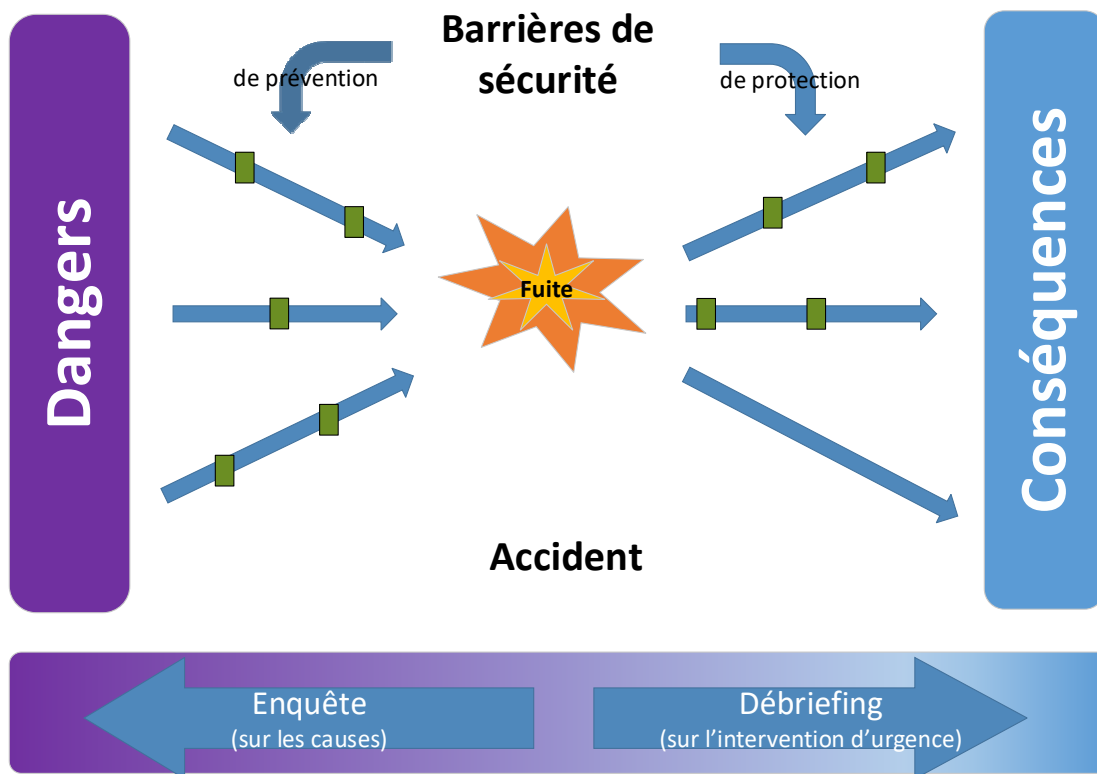 Barrières de
sécurité
de prévention
de protection
Dangers
Fuite
Conséquences
Accident
Enquête
(sur les causes)
Débriefing
(sur l’intervention d’urgence)